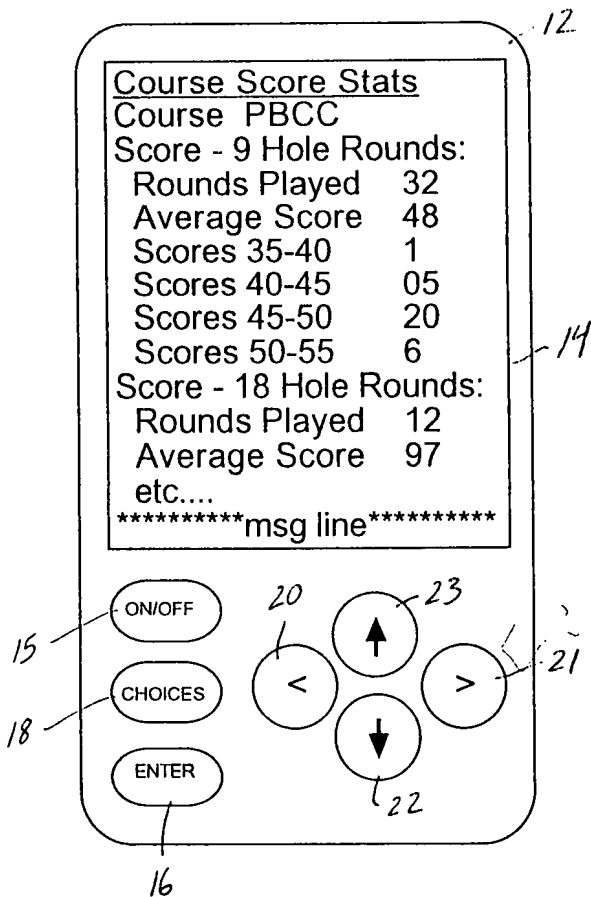 12
Course Score Stats
Course PBCC
Score - 9 Hole Rounds:
Rounds Played 32
Average Score 48
Scores 35-40 1
Scores 40-45 05
Scores 45-50 20
Scores 50-55 6
14
Score - 18 Hole Rounds:
Rounds Played 12
Average Score 97
etc....
**********msg line**********
ON/OFF
15
20
23
<
>
21
CHOICES
18
ENTER
22
16